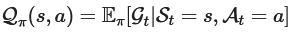 𝒬_π(s, a) = 𝔼_π[𝒢_t|𝒮_t = s, 𝒜_t = a]